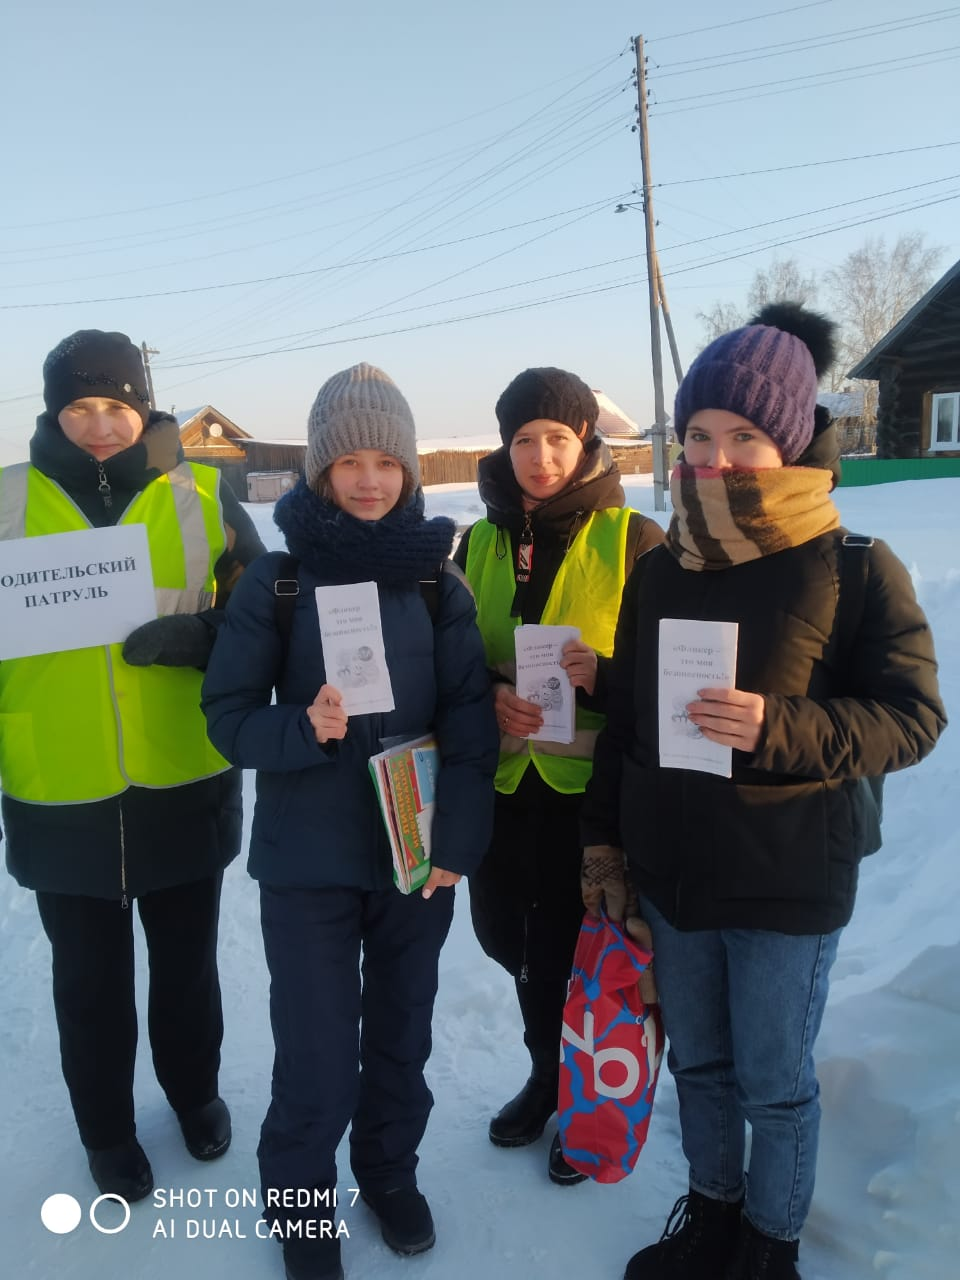 ОДИТЕЛЬСКИЙ
ПАТРУЛЬ
«Фликер
это моя
безопасность!»
«Фликер –
это моя
безопасность!»
«Фликер –
это моя
безопасность!»
SHOT ON REDMI 7
AI DUAL CAMERA